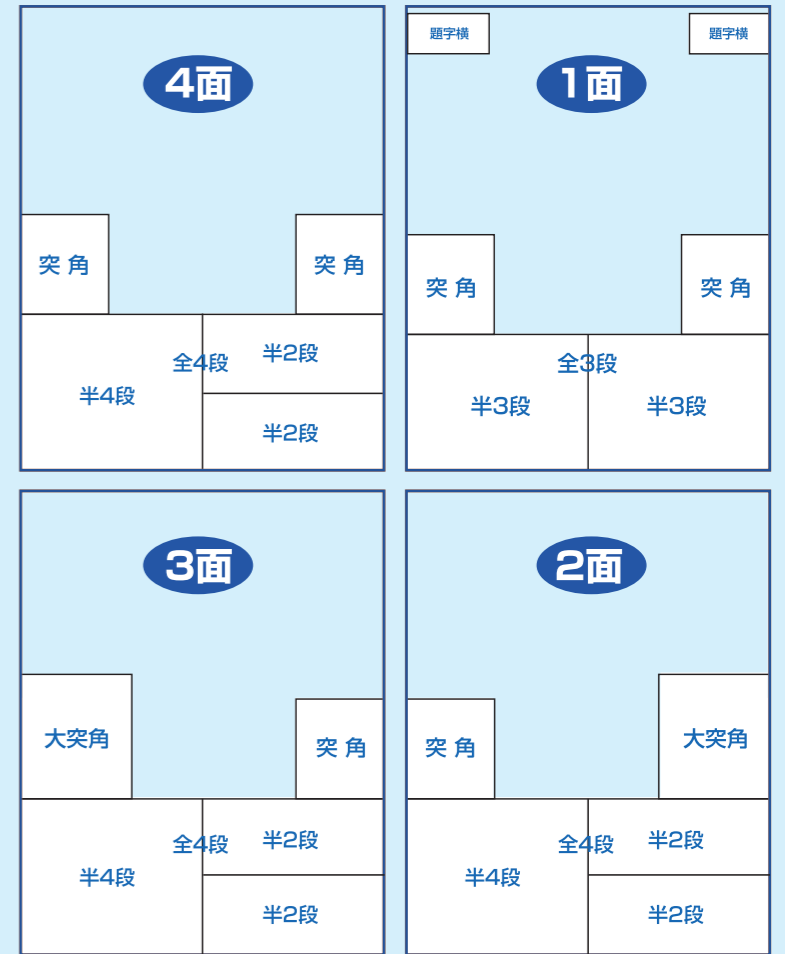 4面
突 角
突 角
全4段
半2段
半4段
半2段
題字横
題字横
1面
突 角
突 角
全3段
半3段
半3段
3面
大突角
突 角
全4段
半2段
半4段
半2段
2面
突 角
大突角
全4段
半2段
半4段
半2段